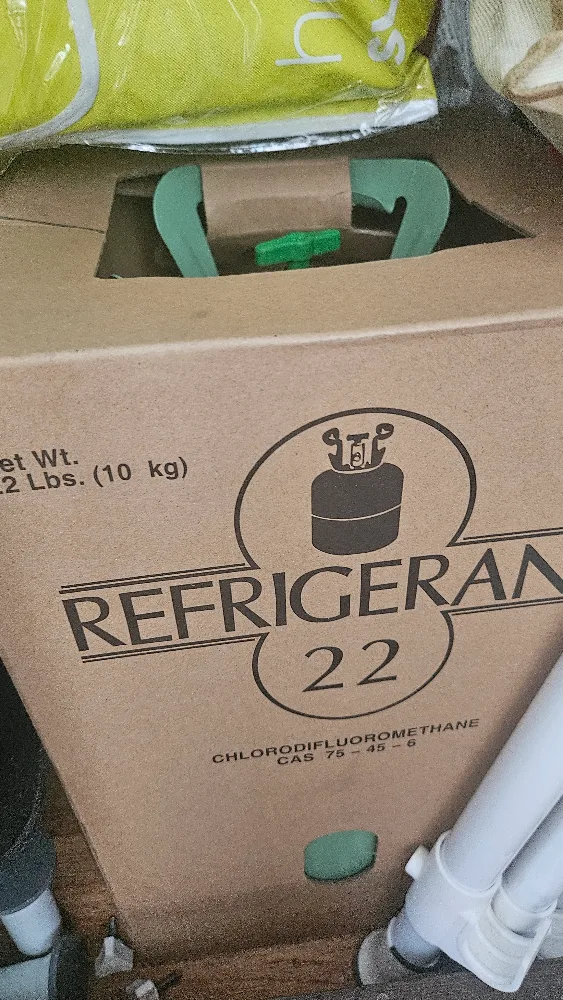 et Wt.
2 Lbs. (10 kg)
REFRIGERAN
22
CHLORODIFLUOROMETHANE
CAS 75 – 45 – 6